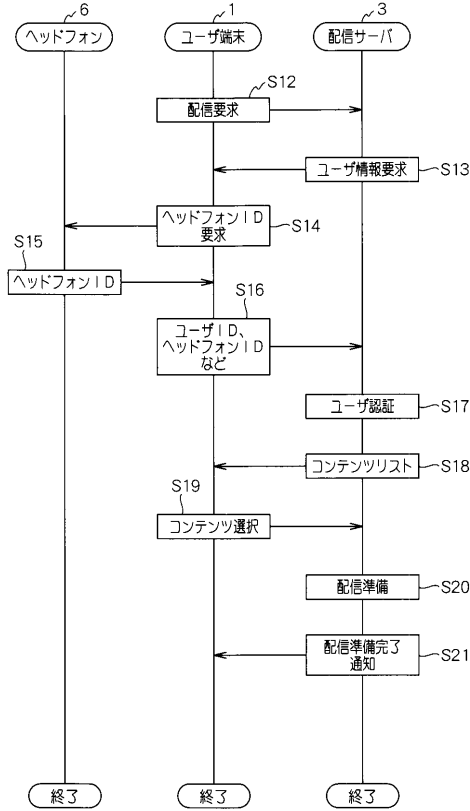 6
1
3
ヘッドフォン
ユーザ端末
配信サーバ
S12
配信要求
ユーザ情報要求
S13
ヘッドフォンID
要求
S14
S15
ヘッドフォンID
S16
ユーザID、
ヘッドフォンID
など
ユーザ認証
S17
コンテンツリスト
S18
S19
コンテンツ選択
配信準備
S20
配信準備完了
通知
S21
終了
終了
終了